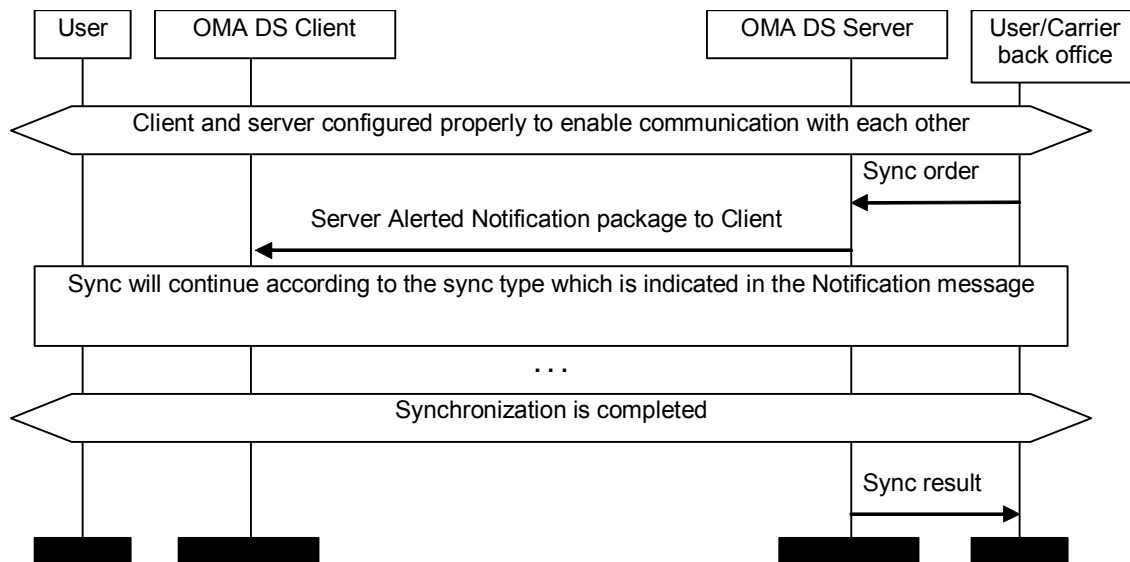 User
OMA DS Client
OMA DS Server
User/Carrier
back office
Client and server configured properly to enable communication with each other
Sync order
Server Alerted Notification package to Client
Sync will continue according to the sync type which is indicated in the Notification message
. . .
Synchronization is completed
Sync result